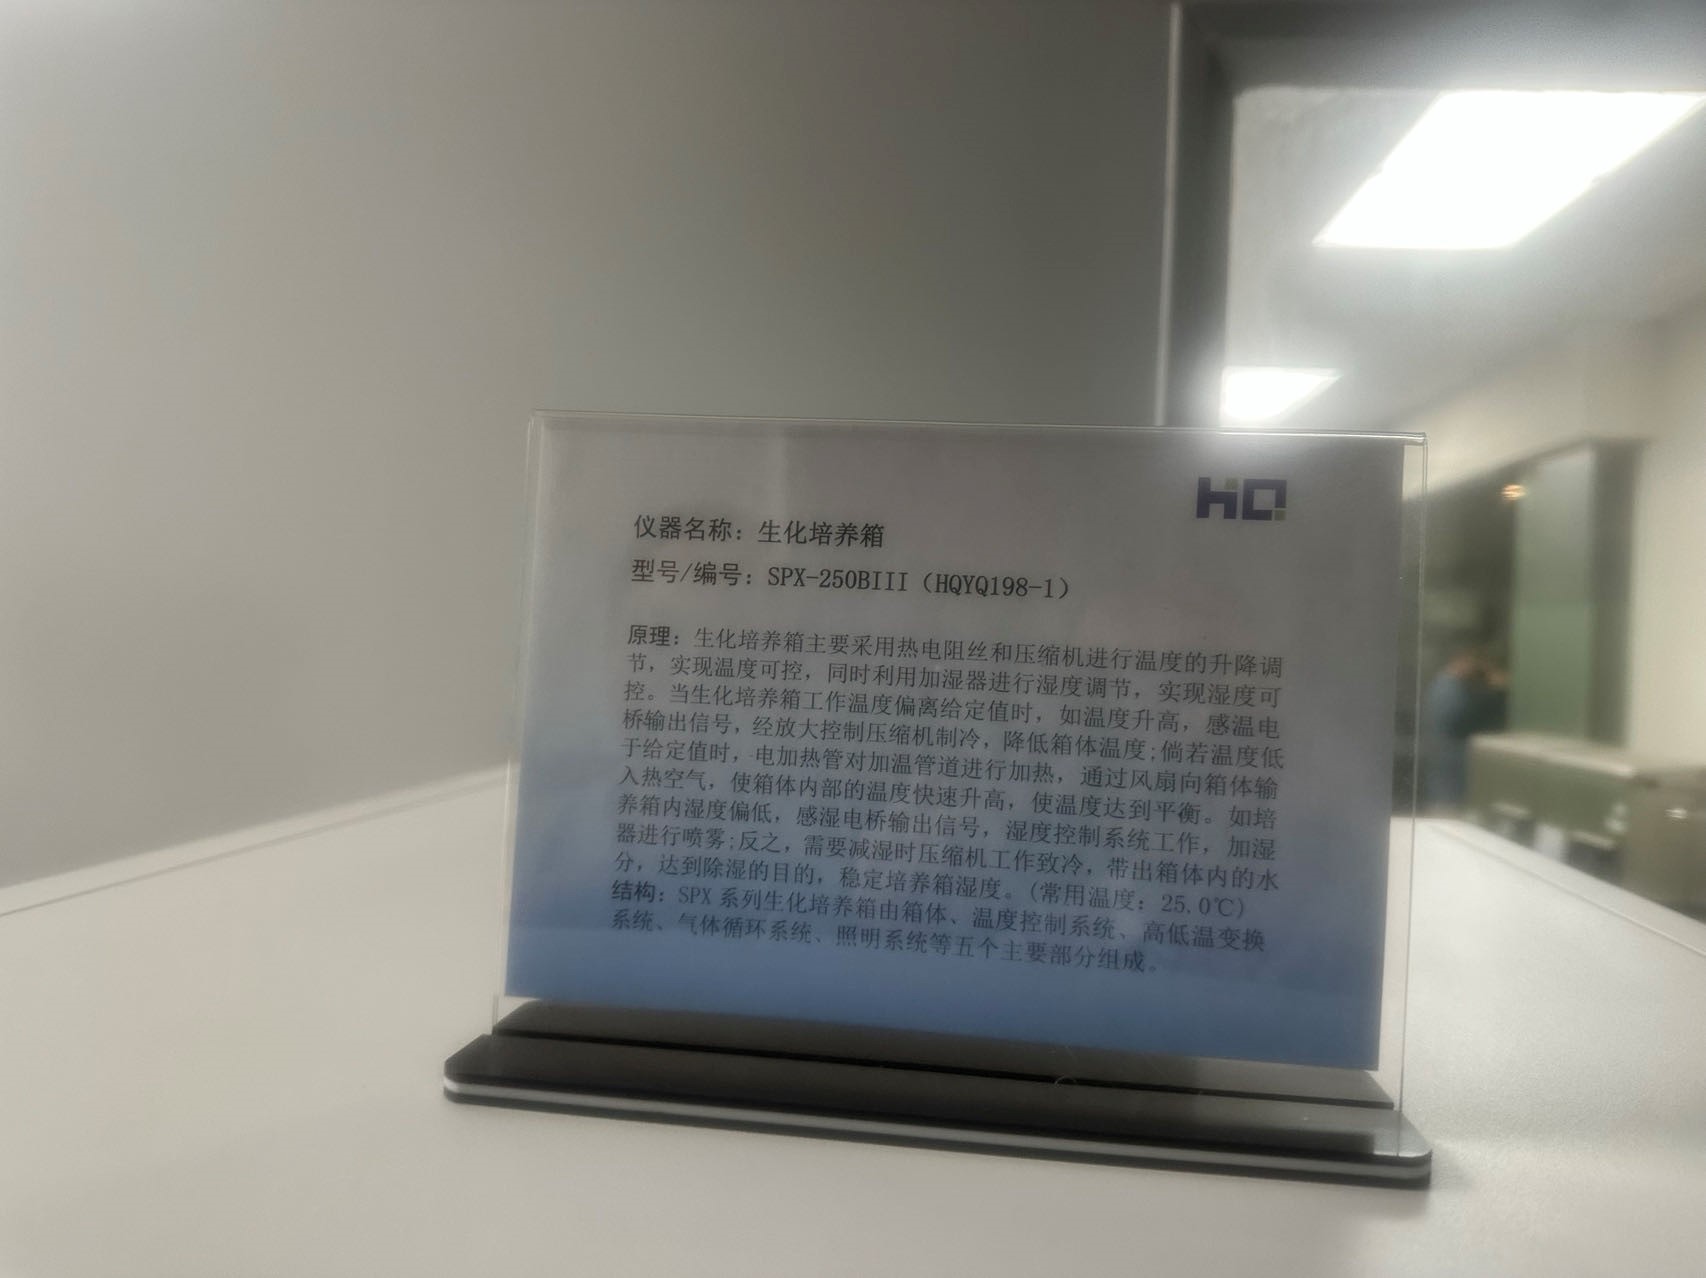 HQ
仪器名称：生化培养箱
型号/编号：SPX-250BIII（HQYQ198-1）
原理：生化培养箱主要采用热电阻丝和压缩机进行温度的升降调
节，实现温度可控，同时利用加湿器进行湿度调节，实现湿度可
控。当生化培养箱工作温度偏离给定值时，如温度升高，感温电
桥输出信号，经放大控制压缩机制冷，降低箱体温度;倘若温度低
于给定值时，电加热管对加温管道进行加热，通过风扇向箱体输
入热空气，使箱体内部的温度快速升高，使温度达到平衡。如培
养箱内湿度偏低，感湿电桥输出信号，湿度控制系统工作，加湿
器进行喷雾;反之，需要减湿时压缩机工作致冷，带出箱体内的水
分，达到除湿的目的，稳定培养箱湿度。(常用温度：25.0℃)
结构：SPX 系列生化培养箱由箱体、温度控制系统、高低温变换
系统、气体循环系统、照明系统等五个主要部分组成。